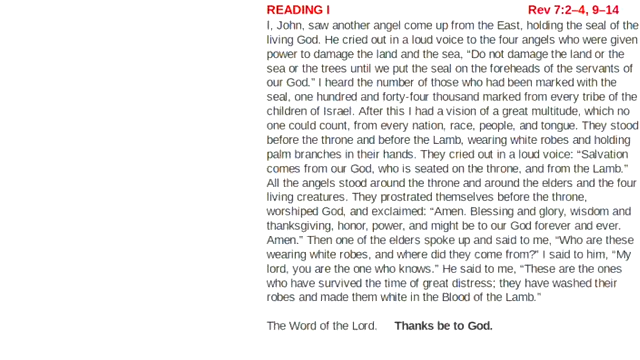 READING I Rev 7:2–4, 9–14
I, John, saw another angel come up from the East, holding the seal of the
living God. He cried out in a loud voice to the four angels who were given
power to damage the land and the sea, “Do not damage the land or the
sea or the trees until we put the seal on the foreheads of the servants of
our God.” I heard the number of those who had been marked with the
seal, one hundred and forty-four thousand marked from every tribe of the
children of Israel. After this I had a vision of a great multitude, which no
one could count, from every nation, race, people, and tongue. They stood
before the throne and before the Lamb, wearing white robes and holding
palm branches in their hands. They cried out in a loud voice: “Salvation
comes from our God, who is seated on the throne, and from the Lamb.”
All the angels stood around the throne and around the elders and the four
living creatures. They prostrated themselves before the throne,
worshiped God, and exclaimed: “Amen. Blessing and glory, wisdom and
thanksgiving, honor, power, and might be to our God forever and ever.
Amen.” Then one of the elders spoke up and said to me, “Who are these
wearing white robes, and where did they come from?” I said to him, “My
lord, you are the one who knows.” He said to me, “These are the ones
who have survived the time of great distress; they have washed their
robes and made them white in the Blood of the Lamb.”
The Word of the Lord. Thanks be to God.